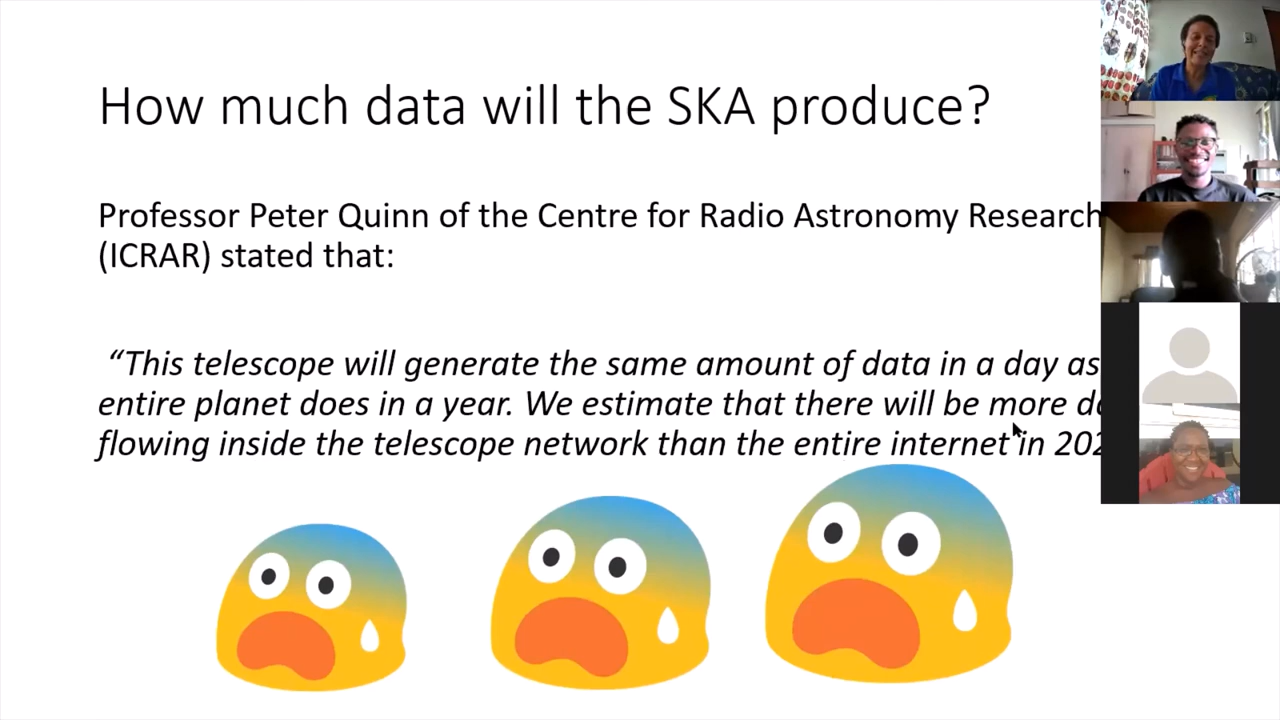 How much data will the SKA produce?
Professor Peter Quinn of the Centre for Radio Astronomy Research
(ICRAR) stated that:
“This telescope will generate the same amount of data in a day as
entire planet does in a year. We estimate that there will be more
flowing inside the telescope network than the entire internet in